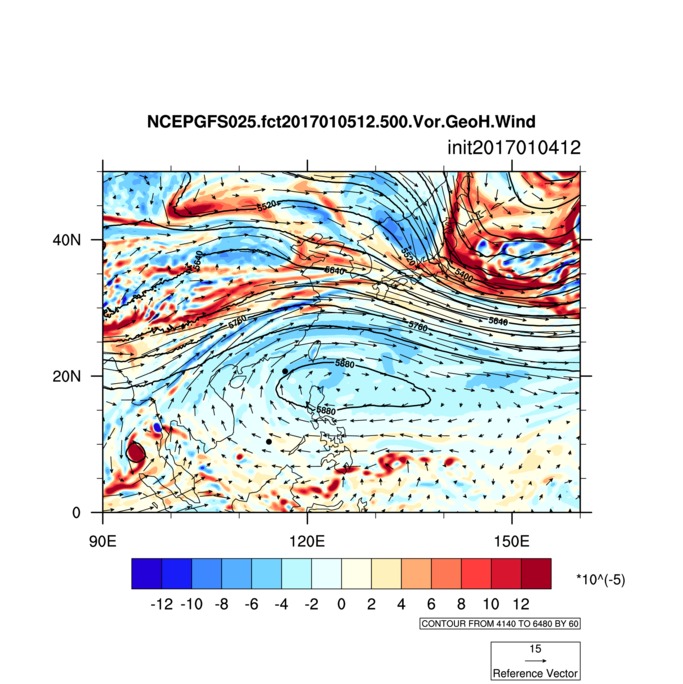 NCEPGFS025.fct2017010512.500.Vor.GeoH.Wind
init2017010412
40N
20N
0
90E 120E 150E
5520
5640
5640
5520
5400
5640
5760
5760
5880
5880
-12 -10 -8 -6 -4 -2 0 2 4 6 8 10 12
*10^(-5)
CONTOUR FROM 4140 TO 6480 BY 60
15
Reference Vector